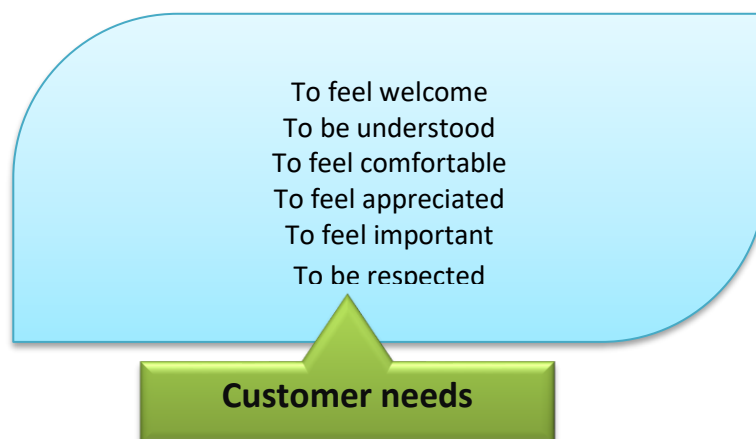 To feel welcome
To be understood
To feel comfortable
To feel appreciated
To feel important
To be respected
Customer needs